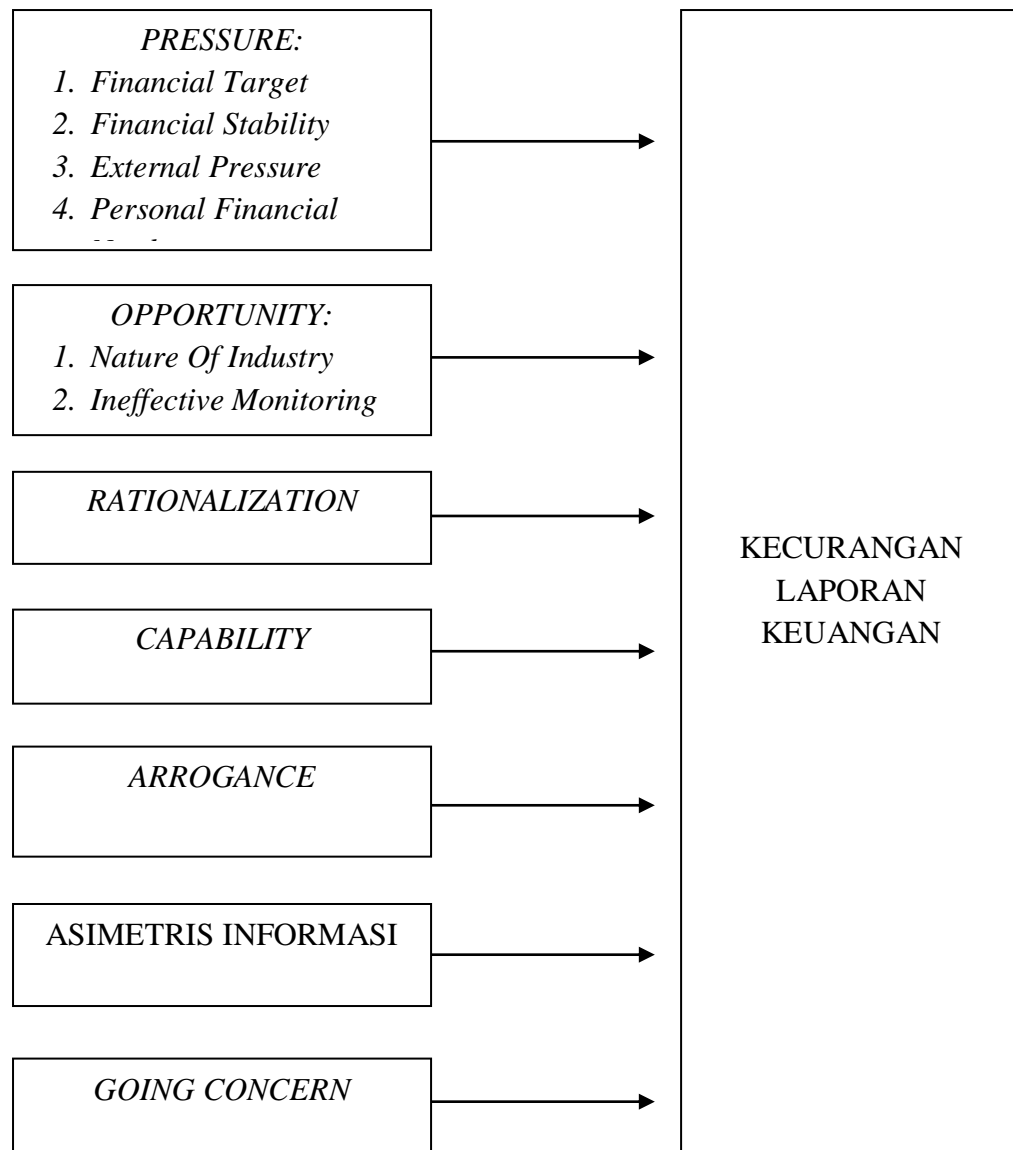 PRESSURE:
1. Financial Target
2. Financial Stability
3. External Pressure
4. Personal Financial
OPPORTUNITY:
1. Nature Of Industry
2. Ineffective Monitoring
RATIONALIZATION
CAPABILITY
ARROGANCE
ASIMETRIS INFORMASI
GOING CONCERN
KECURANGAN
LAPORAN
KEUANGAN